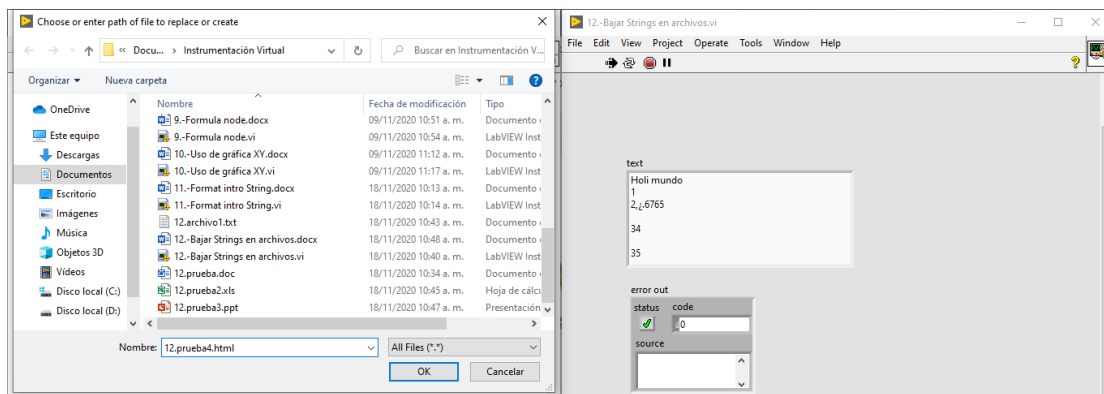 Choose or enter path of file to replace or create
« Docu... › Instrumentación Virtual
Buscar en Instrumentación V...
Organizar
Nueva carpeta
OneDrive
Este equipo
Descargas
Documentos
Escritorio
Imágenes
Música
Objetos 3D
Vídeos
Disco local (C:)
Disco local (D:)
Nombre Fecha de modificación Tipo
9.-Formula node.docx 09/11/2020 10:51 a. m. Documento
9.-Formula node.vi 09/11/2020 10:54 a. m. LabVIEW Inst
10.-Uso de gráfica XY.docx 09/11/2020 11:12 a. m. Documento
10.-Uso de gráfica XY.vi 09/11/2020 11:17 a. m. LabVIEW Inst
11.-Format intro String.docx 18/11/2020 10:13 a. m. Documento
11.-Format intro String.vi 18/11/2020 10:14 a. m. LabVIEW Inst
12.archivo1.txt 18/11/2020 10:43 a. m. Documento
12.-Bajar Strings en archivos.docx 18/11/2020 10:48 a. m. Documento
12.-Bajar Strings en archivos.vi 18/11/2020 10:40 a. m. LabVIEW Inst
12.prueba.doc 18/11/2020 10:34 a. m. Documento
12.prueba2.xls 18/11/2020 10:45 a. m. Hoja de cálcu
12.prueba3.ppt 18/11/2020 10:47 a. m. Presentación
Nombre: 12.prueba4.html
All Files (*.*)
OK
Cancelar
12.-Bajar Strings en archivos.vi
File Edit View Project Operate Tools Window Help
text
Holi mundo
1
2,¿.6765
34
35
error out
status code
0
source